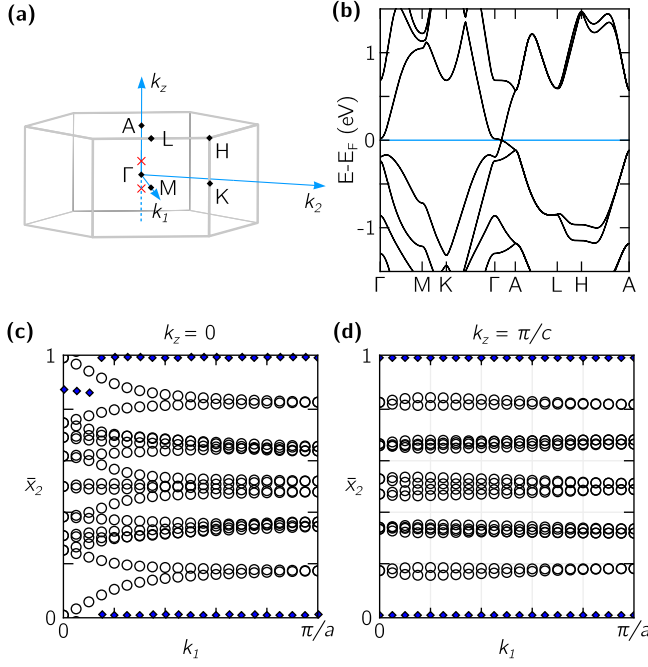 (a)
k_z
A
L
H
Γ
M
K
k_1
k_2
(b)
1
0
-1
E-E_F (eV)
Γ M K Γ A L H A
(c)
k_z = 0
1
x̄_2
0
0
π/a
k_1
(d)
k_z = π/c
1
x̄_2
0
0
π/a
k_1